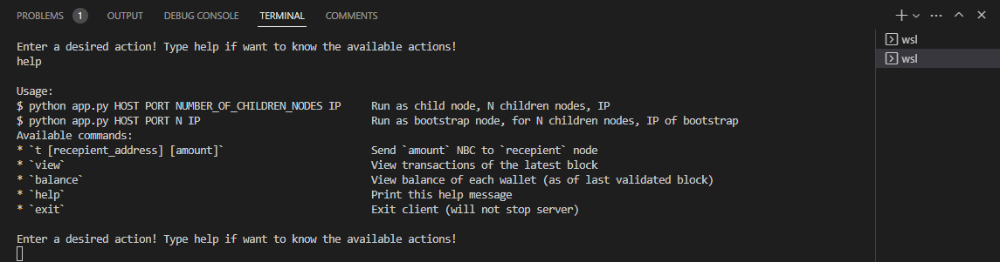 PROBLEMS 1 OUTPUT DEBUG CONSOLE TERMINAL COMMENTS
wsl
wsl
Enter a desired action! Type help if want to know the available actions!
help
Usage:
$ python app.py HOST PORT NUMBER_OF_CHILDREN_NODES IP Run as child node, N children nodes, IP
$ python app.py HOST PORT N IP Run as bootstrap node, for N children nodes, IP of bootstrap
Available commands:
* `t [recepient_address] [amount]` Send `amount` NBC to `recepient` node
* `view` View transactions of the latest block
* `balance` View balance of each wallet (as of last validated block)
* `help` Print this help message
* `exit` Exit client (will not stop server)
Enter a desired action! Type help if want to know the available actions!